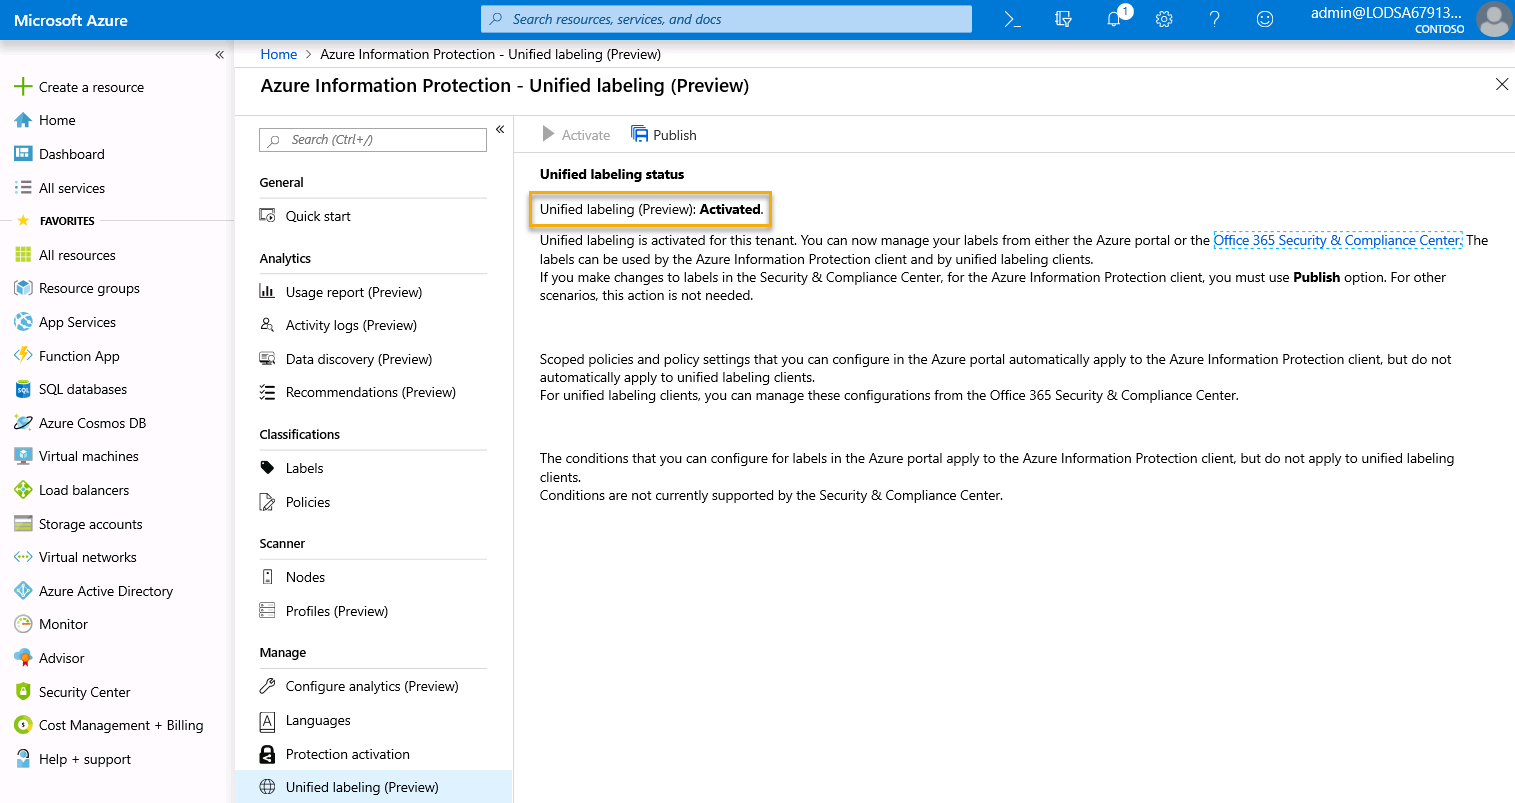 Microsoft Azure
Search resources, services, and docs
1
admin@LODSA67913...
CONTOSO
Create a resource
Home
Dashboard
All services
FAVORITES
All resources
Resource groups
App Services
Function App
SQL databases
Azure Cosmos DB
Virtual machines
Load balancers
Storage accounts
Virtual networks
Azure Active Directory
Monitor
Advisor
Security Center
Cost Management + Billing
Help + support
Home > Azure Information Protection - Unified labeling (Preview)
Azure Information Protection - Unified labeling (Preview)
Search (Ctrl+/)
General
Quick start
Analytics
Usage report (Preview)
Activity logs (Preview)
Data discovery (Preview)
Recommendations (Preview)
Classifications
Labels
Policies
Scanner
Nodes
Profiles (Preview)
Manage
Configure analytics (Preview)
Languages
Protection activation
Unified labeling (Preview)
Activate Publish
Unified labeling status
Unified labeling (Preview): Activated.
Unified labeling is activated for this tenant. You can now manage your labels from either the Azure portal or the Office 365 Security & Compliance Center. The
labels can be used by the Azure Information Protection client and by unified labeling clients.
If you make changes to labels in the Security & Compliance Center, for the Azure Information Protection client, you must use Publish option. For other
scenarios, this action is not needed.
Scoped policies and policy settings that you can configure in the Azure portal automatically apply to the Azure Information Protection client, but do not
automatically apply to unified labeling clients.
For unified labeling clients, you can manage these configurations from the Office 365 Security & Compliance Center.
The conditions that you can configure for labels in the Azure portal apply to the Azure Information Protection client, but do not apply to unified labeling
clients.
Conditions are not currently supported by the Security & Compliance Center.